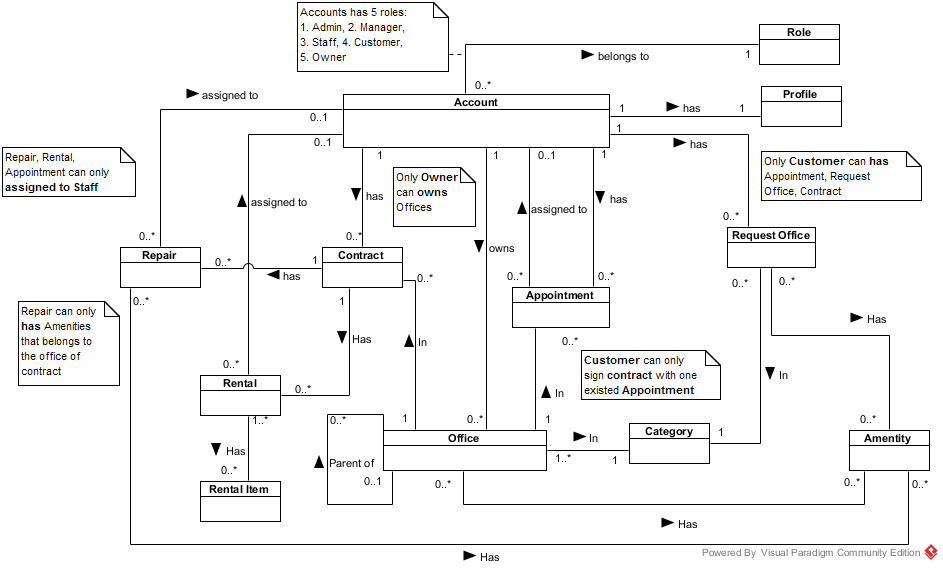 Accounts has 5 roles:
1. Admin, 2. Manager,
3. Staff, 4. Customer,
5. Owner
Role
belongs to
1
0..*
assigned to
Account
Profile
0..1
1
has
1
0..1
1
has
1
0..1
1
Repair, Rental,
Appointment can only
assigned to Staff
Only Owner
can owns
Offices
Only Customer can has
Appointment, Request
Office, Contract
assigned to
has
assigned to
has
0..*
0..*
0..*
Repair
Contract
owns
Request Office
0..*
1
has
0..*
0..*
0..*
0..*
0..*
Appointment
0..*
1
Repair can only
has Amenities
that belongs to
the office of
contract
Has
In
0..*
Has
Customer can only
sign contract with one
existed Appointment
0..*
Rental
0..*
In
In
1..*
0..*
1
0..*
1
0..*
Has
Office
In
Category
1
Amentity
Parent of
1..*
1
0..*
0..1
0..*
0..*
0..*
Rental Item
Has
Has
Powered By Visual Paradigm Community Edition